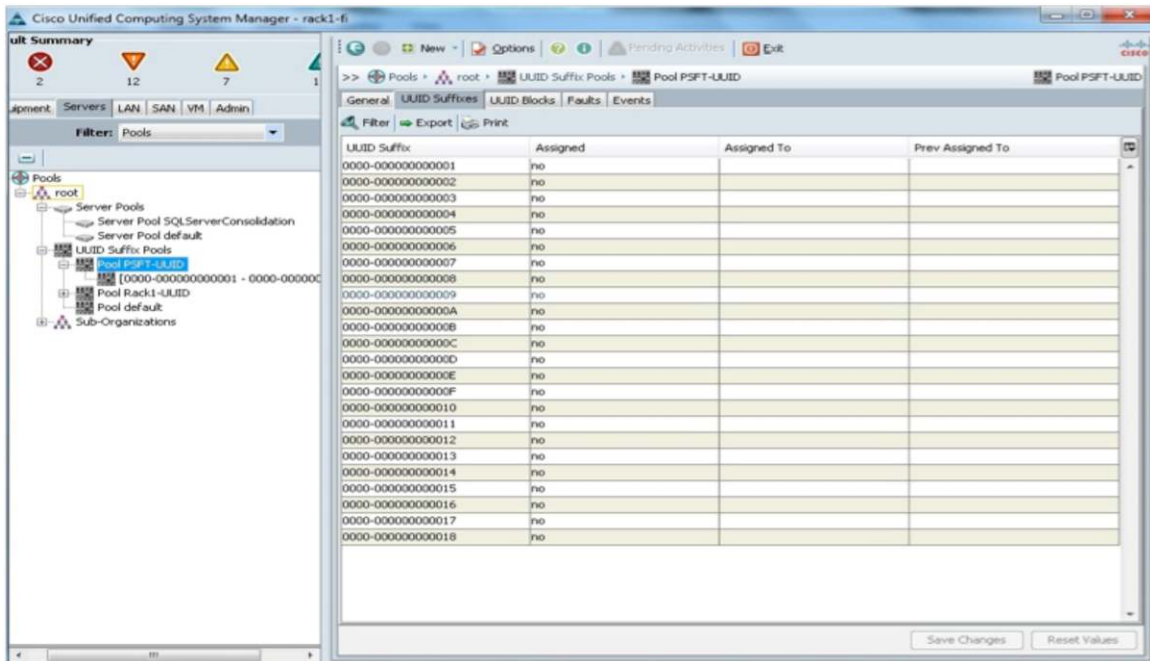 Cisco Unified Computing System Manager - rack1-fi
ult Summary
2 12 7 1
New Options Pending Activities Exit
CISCO
>> Pools root UUID Suffix Pools Pool PSFT-UUID Pool PSFT-UUID
uipment Servers LAN SAN VM Admin
General UUID Suffixes UUID Blocks Faults Events
Filter: Pools
Filter Export Print
Pools
root
Server Pools
Server Pool SQLServerConsolidation
Server Pool default
UUID Suffix Pools
Pool PSFT-UUID
[0000-000000000001 - 0000-000000
Pool Rack1-UUID
Pool default
Sub-Organizations
UUID Suffix Assigned Assigned To Prev Assigned To
0000-000000000001 no
0000-000000000002 no
0000-000000000003 no
0000-000000000004 no
0000-000000000005 no
0000-000000000006 no
0000-000000000007 no
0000-000000000008 no
0000-000000000009 no
0000-00000000000A no
0000-00000000000B no
0000-00000000000C no
0000-00000000000D no
0000-00000000000E no
0000-00000000000F no
0000-000000000010 no
0000-000000000011 no
0000-000000000012 no
0000-000000000013 no
0000-000000000014 no
0000-000000000015 no
0000-000000000016 no
0000-000000000017 no
0000-000000000018 no
Save Changes Reset Values